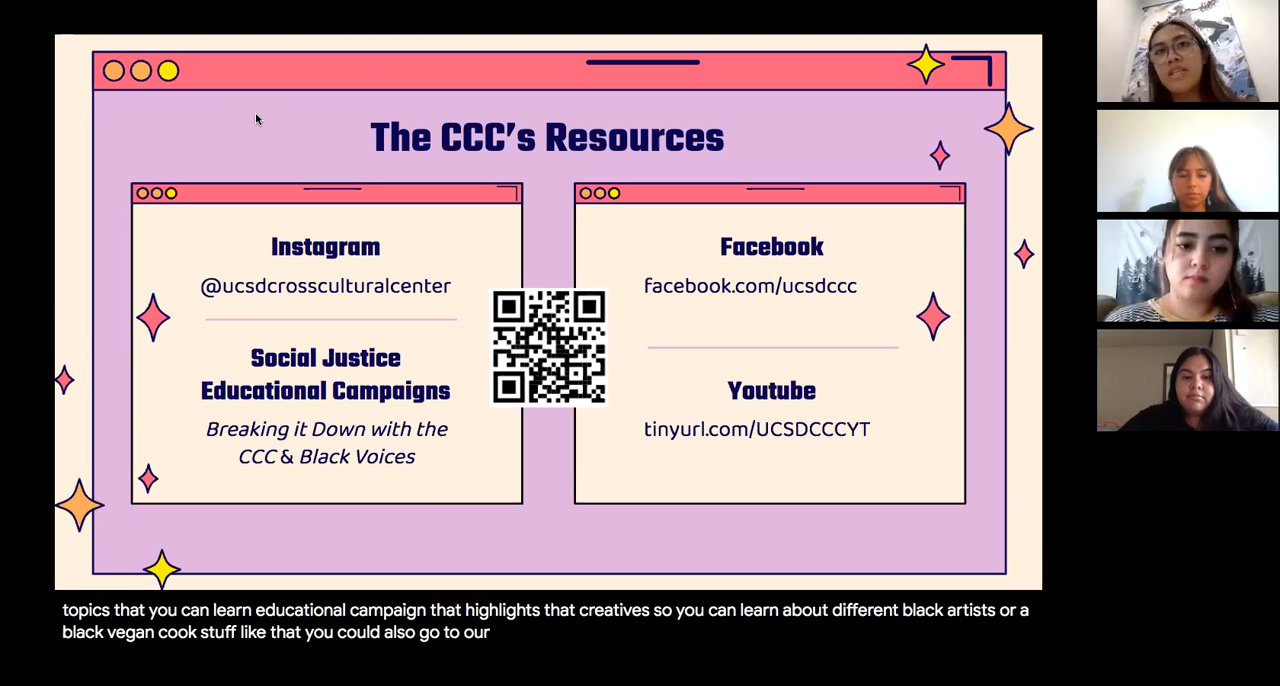 The CCC's Resources
Instagram
@ucsdcrossculturalcenter
Social Justice
Educational Campaigns
Breaking it Down with the
CCC & Black Voices
Facebook
facebook.com/ucsdccc
Youtube
tinyurl.com/UCSDCCCYT
topics that you can learn educational campaign that highlights that creatives so you can learn about different black artists or a
black vegan cook stuff like that you could also go to our